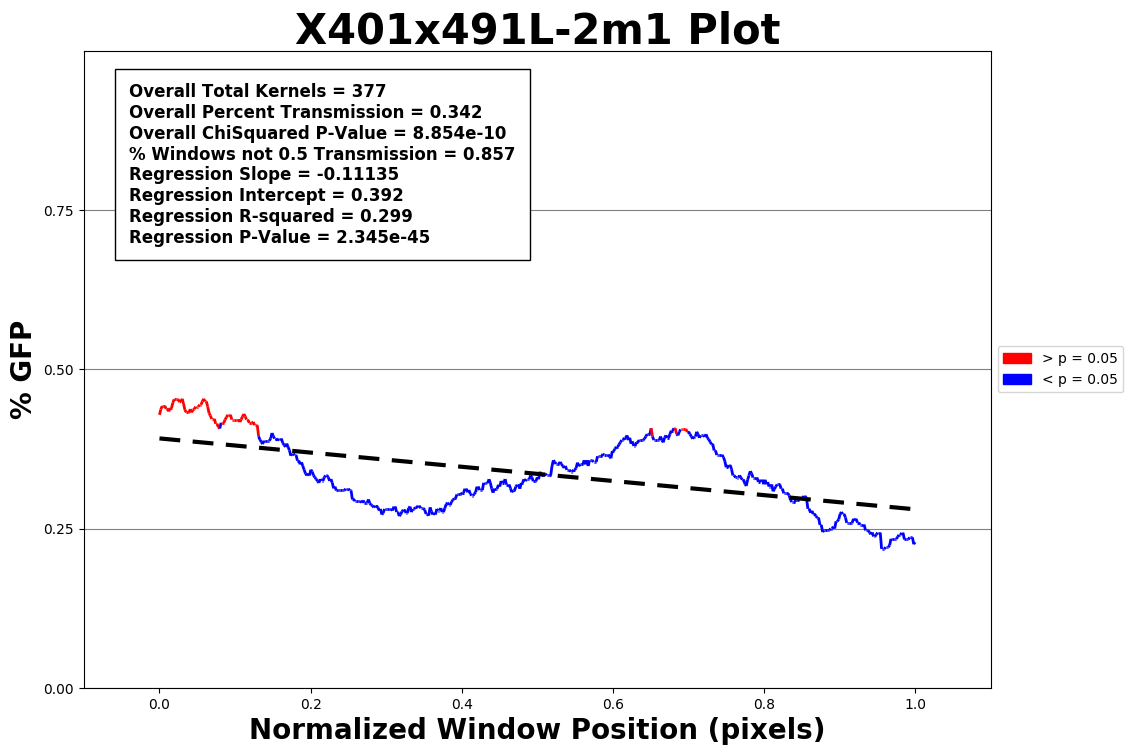 X401x491L-2m1 Plot
Overall Total Kernels = 377
Overall Percent Transmission = 0.342
Overall ChiSquared P-Value = 8.854e-10
% Windows not 0.5 Transmission = 0.857
Regression Slope = -0.11135
Regression Intercept = 0.392
Regression R-squared = 0.299
Regression P-Value = 2.345e-45
% GFP
0.75
0.50
0.25
0.00
> p = 0.05
< p = 0.05
0.0 0.2 0.4 0.6 0.8 1.0
Normalized Window Position (pixels)